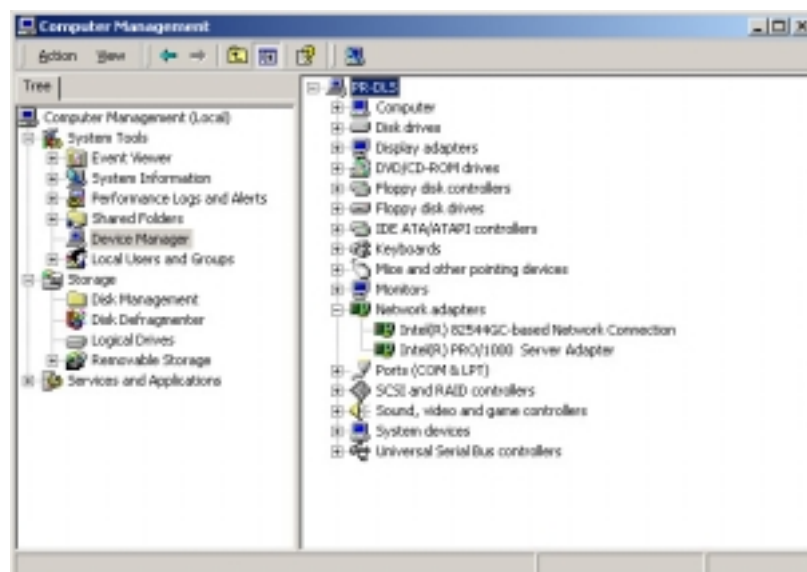 Computer Management
Action View
Tree
Computer Management (Local)
System Tools
Event Viewer
System Information
Performance Logs and Alerts
Shared Folders
Device Manager
Local Users and Groups
Storage
Disk Management
Disk Defragmenter
Logical Drives
Removable Storage
Services and Applications
PR-DLS
Computer
Disk drives
Display adapters
DVD/CD-ROM drives
Floppy disk controllers
Floppy disk drives
IDE ATA/ATAPI controllers
Keyboards
Mice and other pointing devices
Monitors
Network adapters
Intel(R) 82544GC-based Network Connection
Intel(R) PRO/1000 Server Adapter
Ports (COM & LPT)
SCSI and RAID controllers
Sound, video and game controllers
System devices
Universal Serial Bus controllers